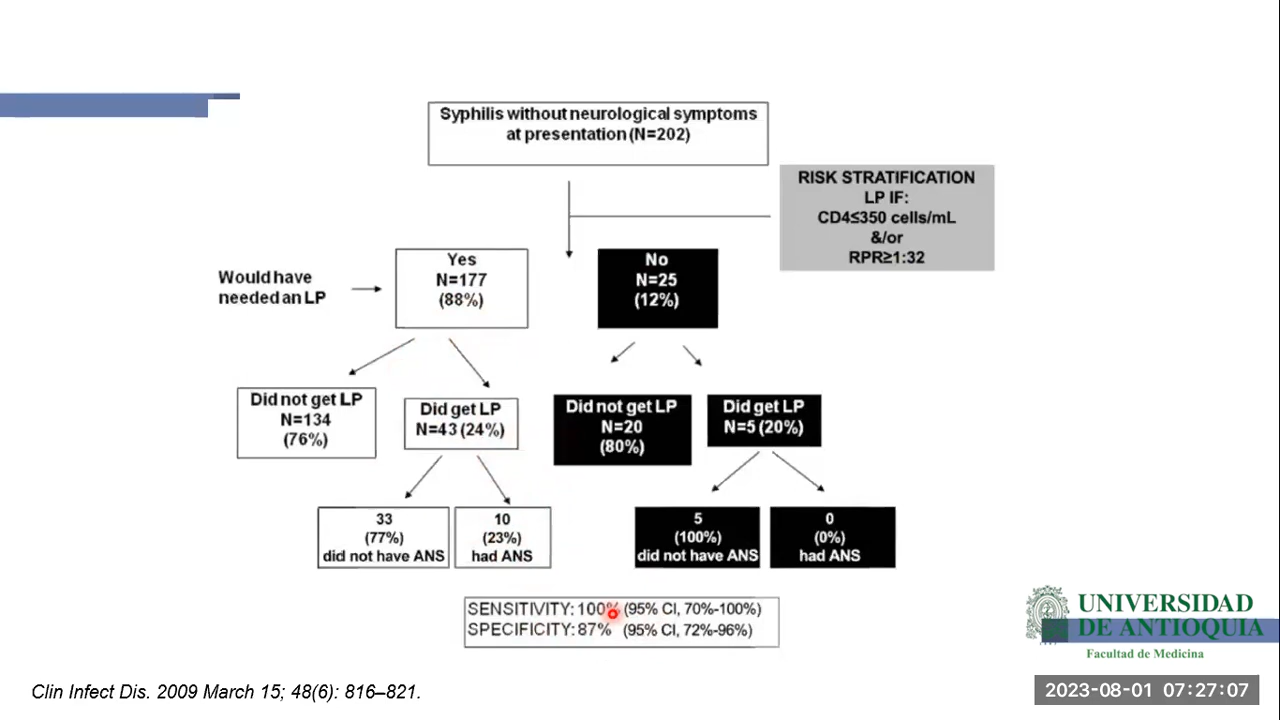 Syphilis without neurological symptoms
at presentation (N=202)
RISK STRATIFICATION
LP IF:
CD4≤350 cells/mL
&/or
RPR≥1:32
Would have
needed an LP
Yes
N=177
(88%)
No
N=25
(12%)
Did not get LP
N=134
(76%)
Did get LP
N=43 (24%)
Did not get LP
N=20
(80%)
Did get LP
N=5 (20%)
33
(77%)
did not have ANS
10
(23%)
had ANS
5
(100%)
did not have ANS
0
(0%)
had ANS
SENSITIVITY: 100% (95% CI, 70%-100%)
SPECIFICITY: 87% (95% CI, 72%-96%)
UNIVERSIDAD
DE ANTIOQUIA
Facultad de Medicina
Clin Infect Dis. 2009 March 15; 48(6): 816–821.
2023-08-01 07:27:07